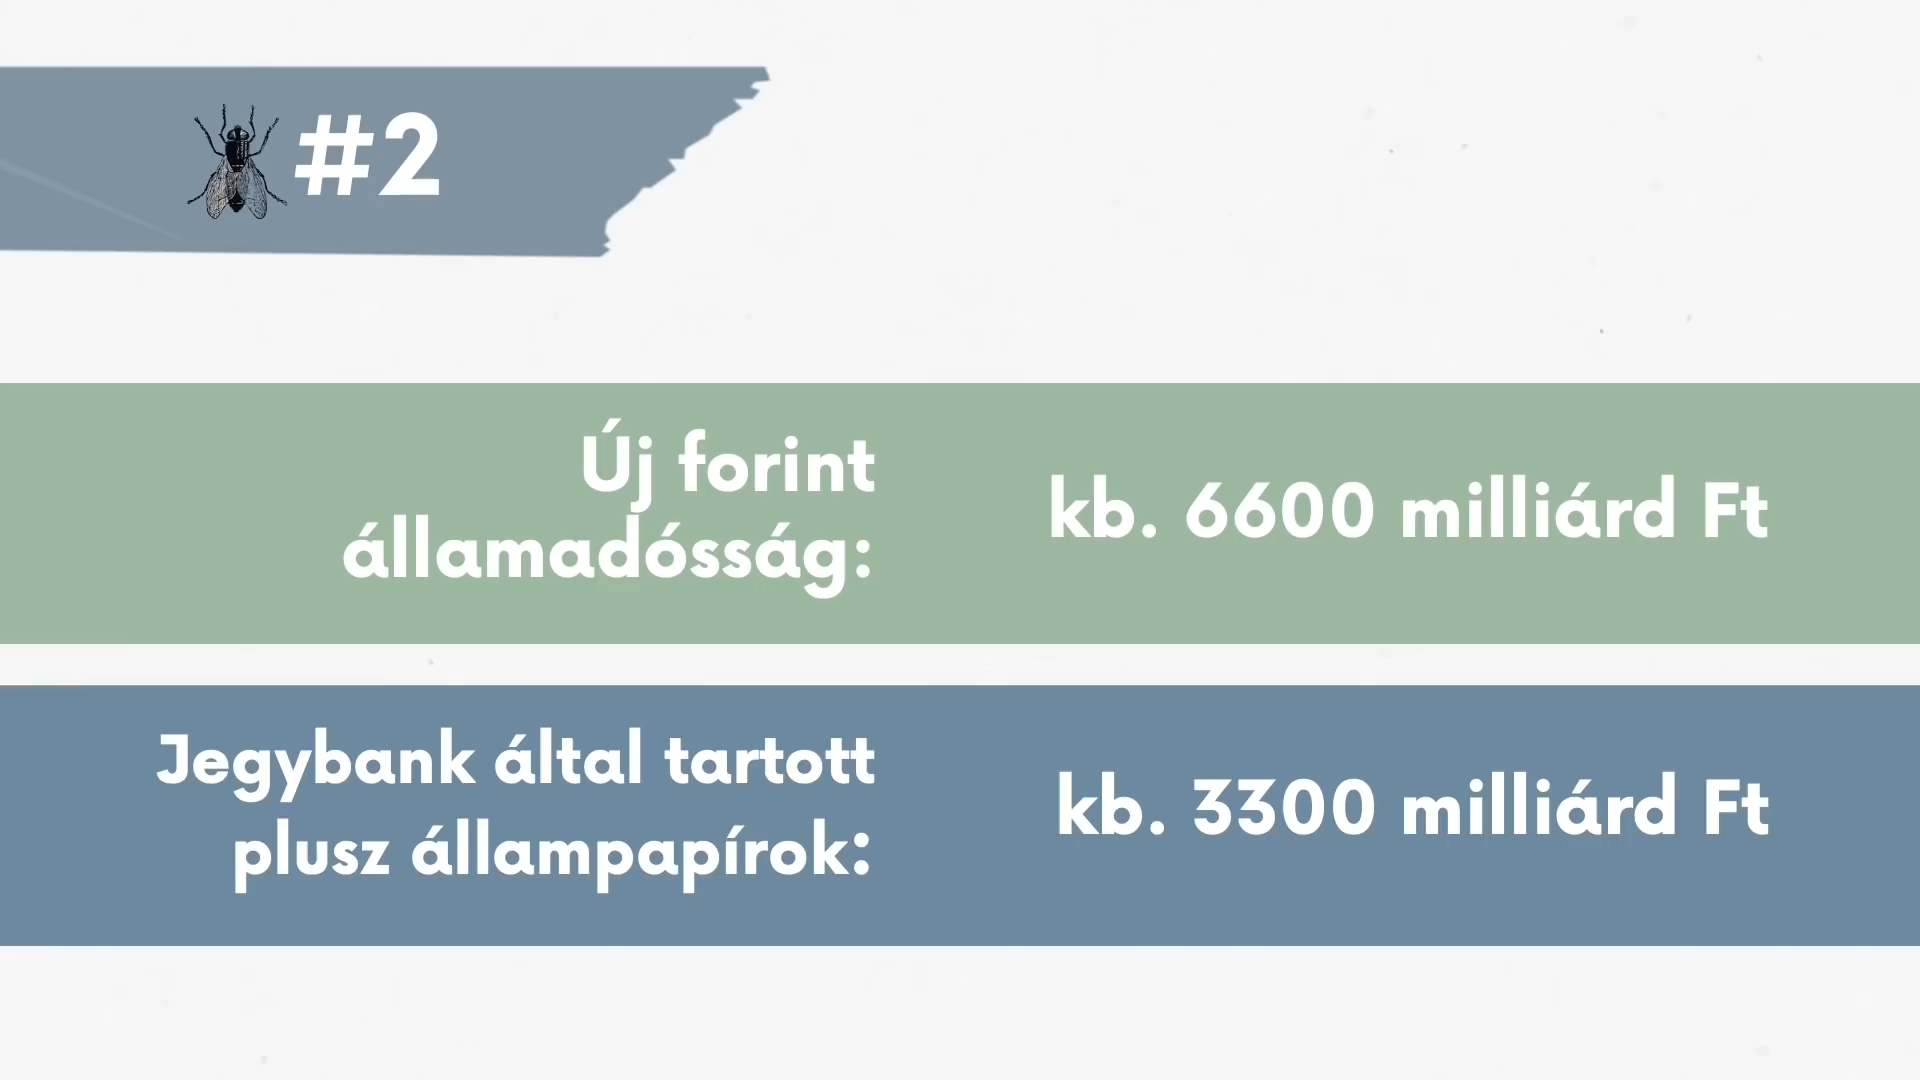 #2
Új forint
államadósság:
kb. 6600 milliárd Ft
Jegybank által tartott
plusz állampapírok:
kb. 3300 milliárd Ft